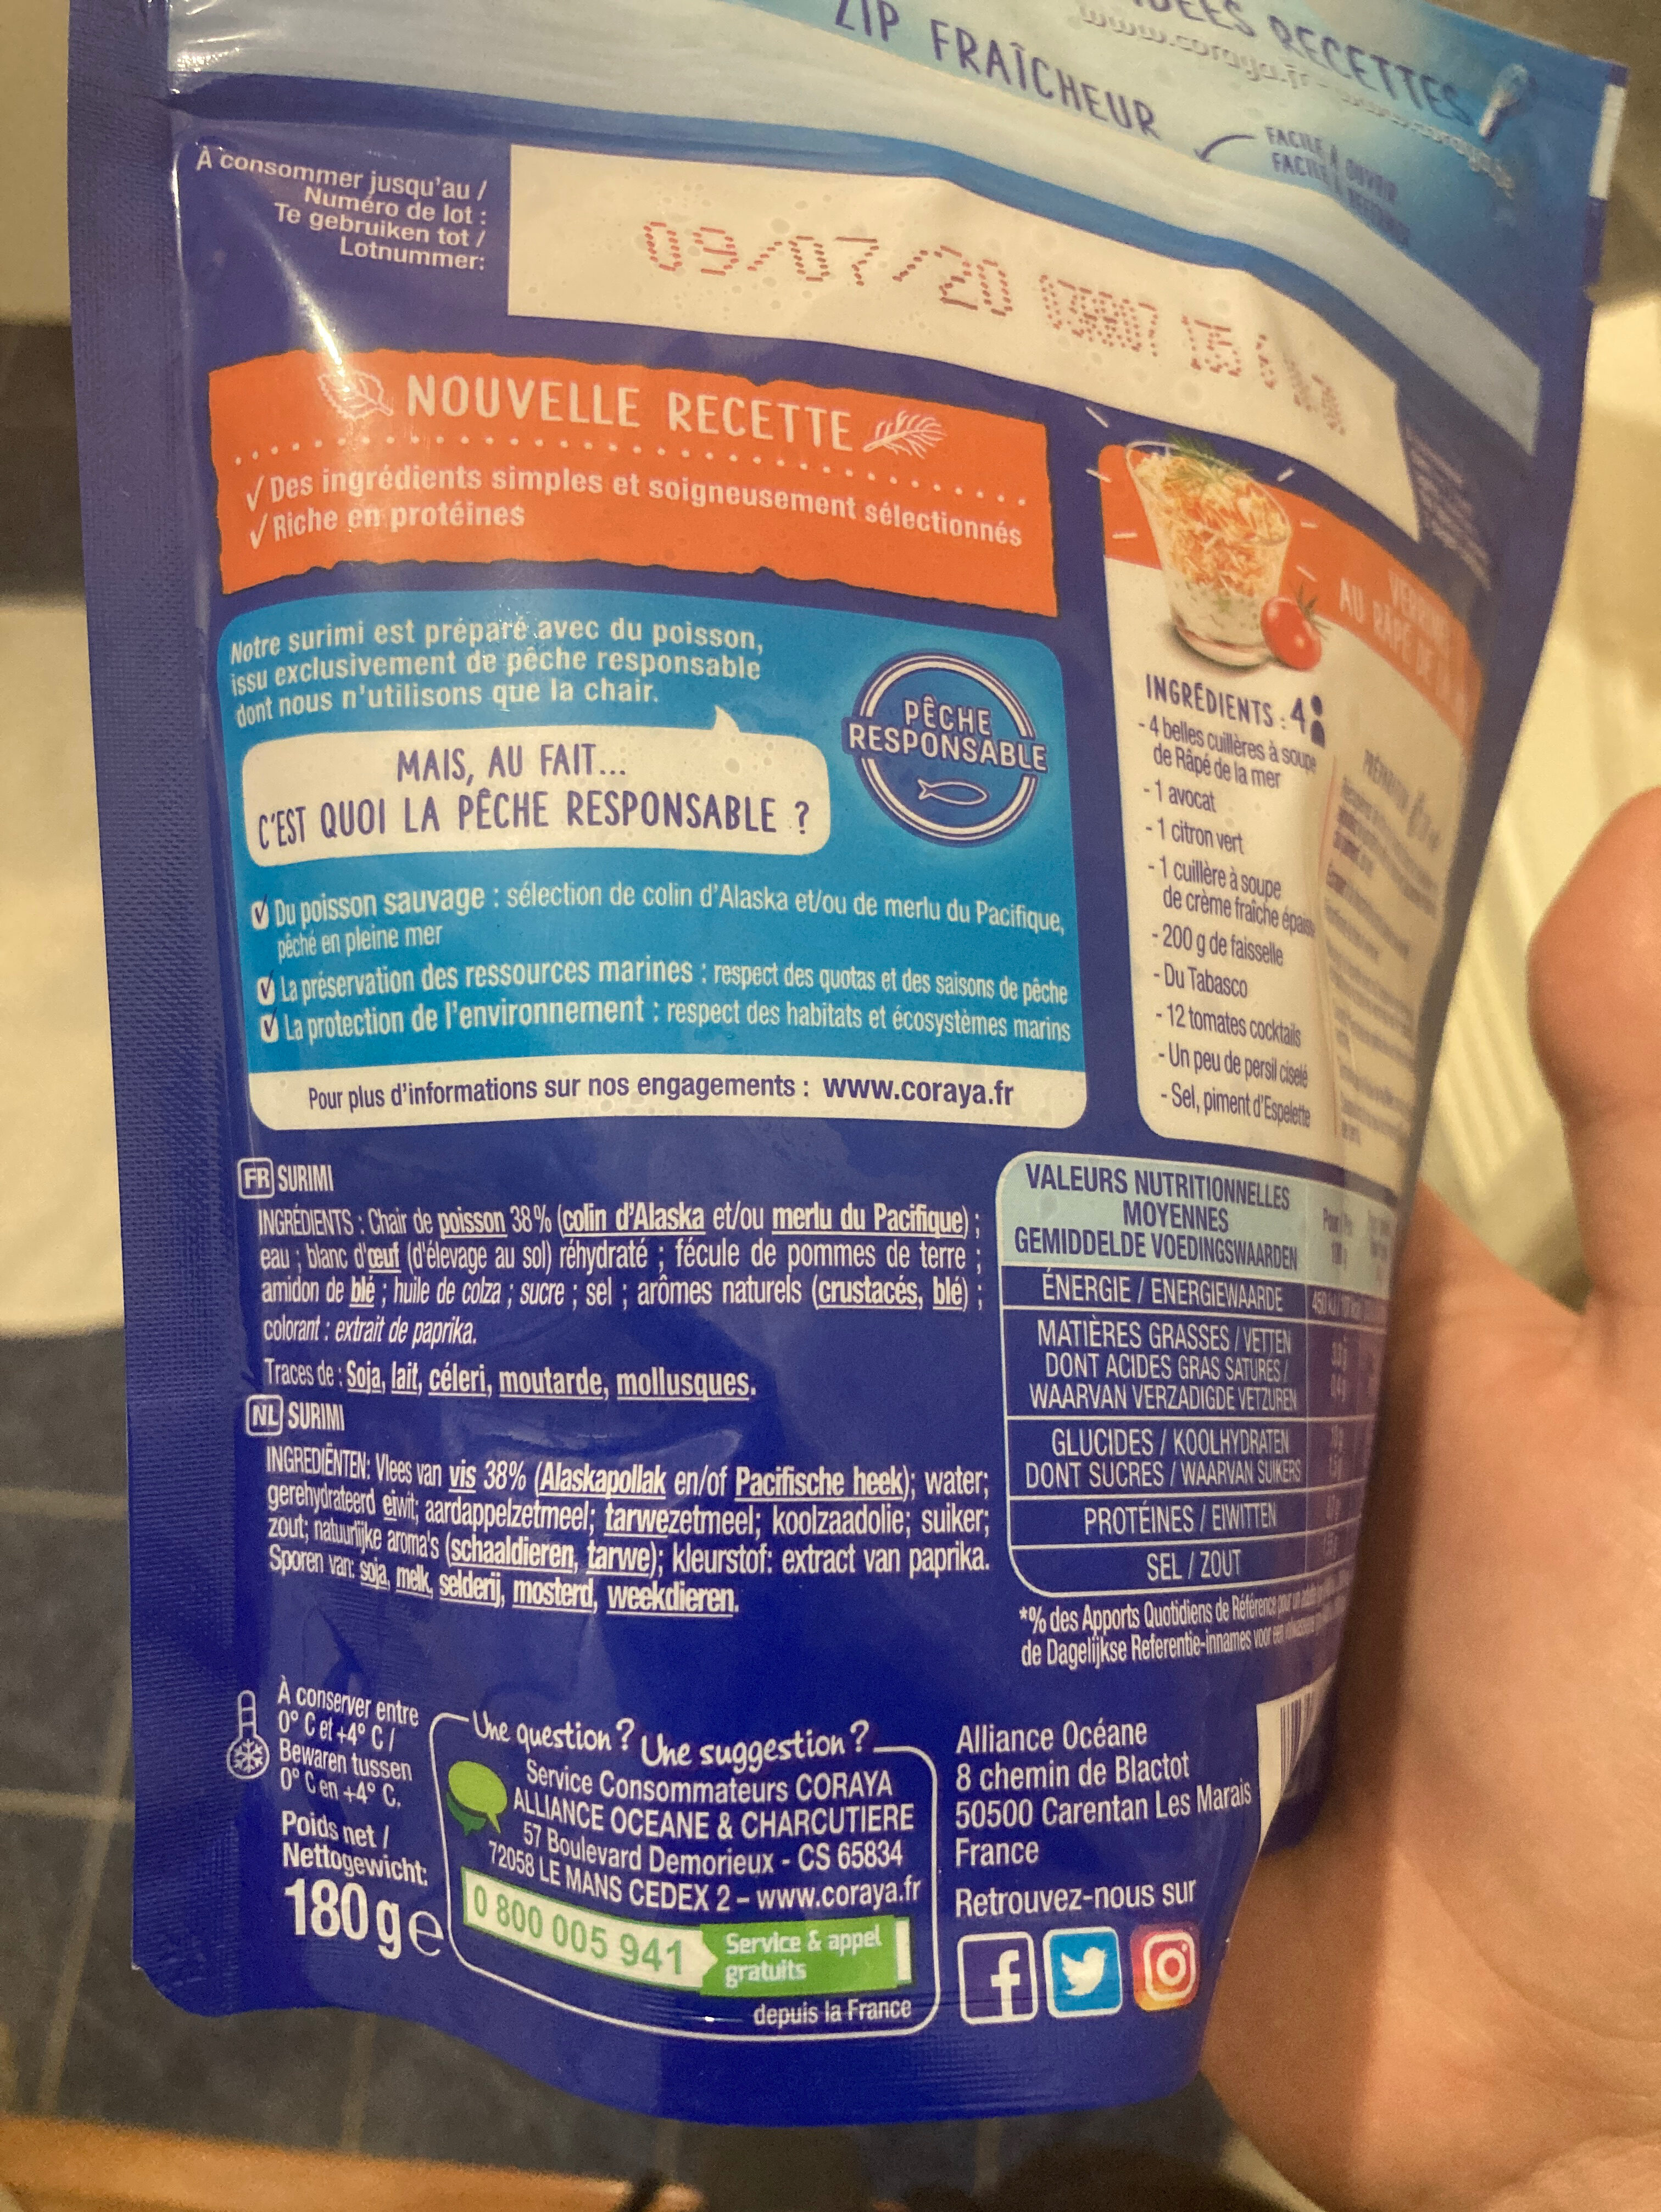 IDÉES RECETTES
www.coraya.fr
ZIP FRAÎCHEUR
FACILE À OUVRIR
FACILE À REFERMER
À consommer jusqu'au /
Numéro de lot :
Te gebruiken tot /
Lotnummer:
09/07/20
NOUVELLE RECETTE
✓ Des ingrédients simples et soigneusement sélectionnés
✓ Riche en protéines
Notre surimi est préparé avec du poisson,
issu exclusivement de pêche responsable
dont nous n'utilisons que la chair.
MAIS, AU FAIT...
C'EST QUOI LA PÊCHE RESPONSABLE ?
PÊCHE
RESPONSABLE
Du poisson sauvage : sélection de colin d'Alaska et/ou de merlu du Pacifique,
pêché en pleine mer
La préservation des ressources marines : respect des quotas et des saisons de pêche
La protection de l'environnement : respect des habitats et écosystèmes marins
Pour plus d'informations sur nos engagements : www.coraya.fr
AU RÂPÉ DE LA
INGRÉDIENTS : 4
- 4 belles cuillères à soupe
de Râpé de la mer
- 1 avocat
- 1 citron vert
- 1 cuillère à soupe
de crème fraîche épaisse
- 200 g de faisselle
- Du Tabasco
- 12 tomates cocktails
- Un peu de persil ciselé
- Sel, piment d'Espelette
FR SURIMI
INGRÉDIENTS : Chair de poisson 38% (colin d'Alaska et/ou merlu du Pacifique) ;
eau ; blanc d'œuf (d'élevage au sol) réhydraté ; fécule de pommes de terre ;
amidon de blé ; huile de colza ; sucre ; sel ; arômes naturels (crustacés, blé) ;
colorant : extrait de paprika.
Traces de : Soja, lait, céleri, moutarde, mollusques.
NL SURIMI
INGREDIËNTEN: Vlees van vis 38% (Alaskapollak en/of Pacifische heek); water;
gerehydrateerd eiwit; aardappelzetmeel; tarwezetmeel; koolzaadolie; suiker;
zout; natuurlijke aroma's (schaaldieren, tarwe); kleurstof: extract van paprika.
Sporen van: soja, melk, selderij, mosterd, weekdieren.
VALEURS NUTRITIONNELLES
MOYENNES
GEMIDDELDE VOEDINGSWAARDEN
ÉNERGIE / ENERGIEWAARDE
MATIÈRES GRASSES / VETTEN
DONT ACIDES GRAS SATURÉS /
WAARVAN VERZADIGDE VETZUREN
GLUCIDES / KOOLHYDRATEN
DONT SUCRES / WAARVAN SUIKERS
PROTÉINES / EIWITTEN
SEL / ZOUT
*% des Apports Quotidiens de Référence pour un
de Dagelijkse Referentie-innames voor een
À conserver entre
0° C et +4° C /
Bewaren tussen
0° C en +4° C.
Poids net /
Nettogewicht:
180 g e
Une question ? Une suggestion ?
Service Consommateurs CORAYA
ALLIANCE OCEANE & CHARCUTIERE
57 Boulevard Demorieux - CS 65834
72058 LE MANS CEDEX 2 - www.coraya.fr
0 800 005 941
Service & appel
gratuits
depuis la France
Alliance Océane
8 chemin de Blactot
50500 Carentan Les Marais
France
Retrouvez-nous sur